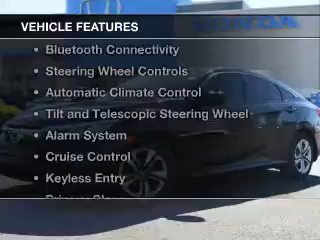 VEHICLE FEATURES
• Bluetooth Connectivity
• Steering Wheel Controls
• Automatic Climate Control
• Tilt and Telescopic Steering Wheel
• Alarm System
• Cruise Control
• Keyless Entry